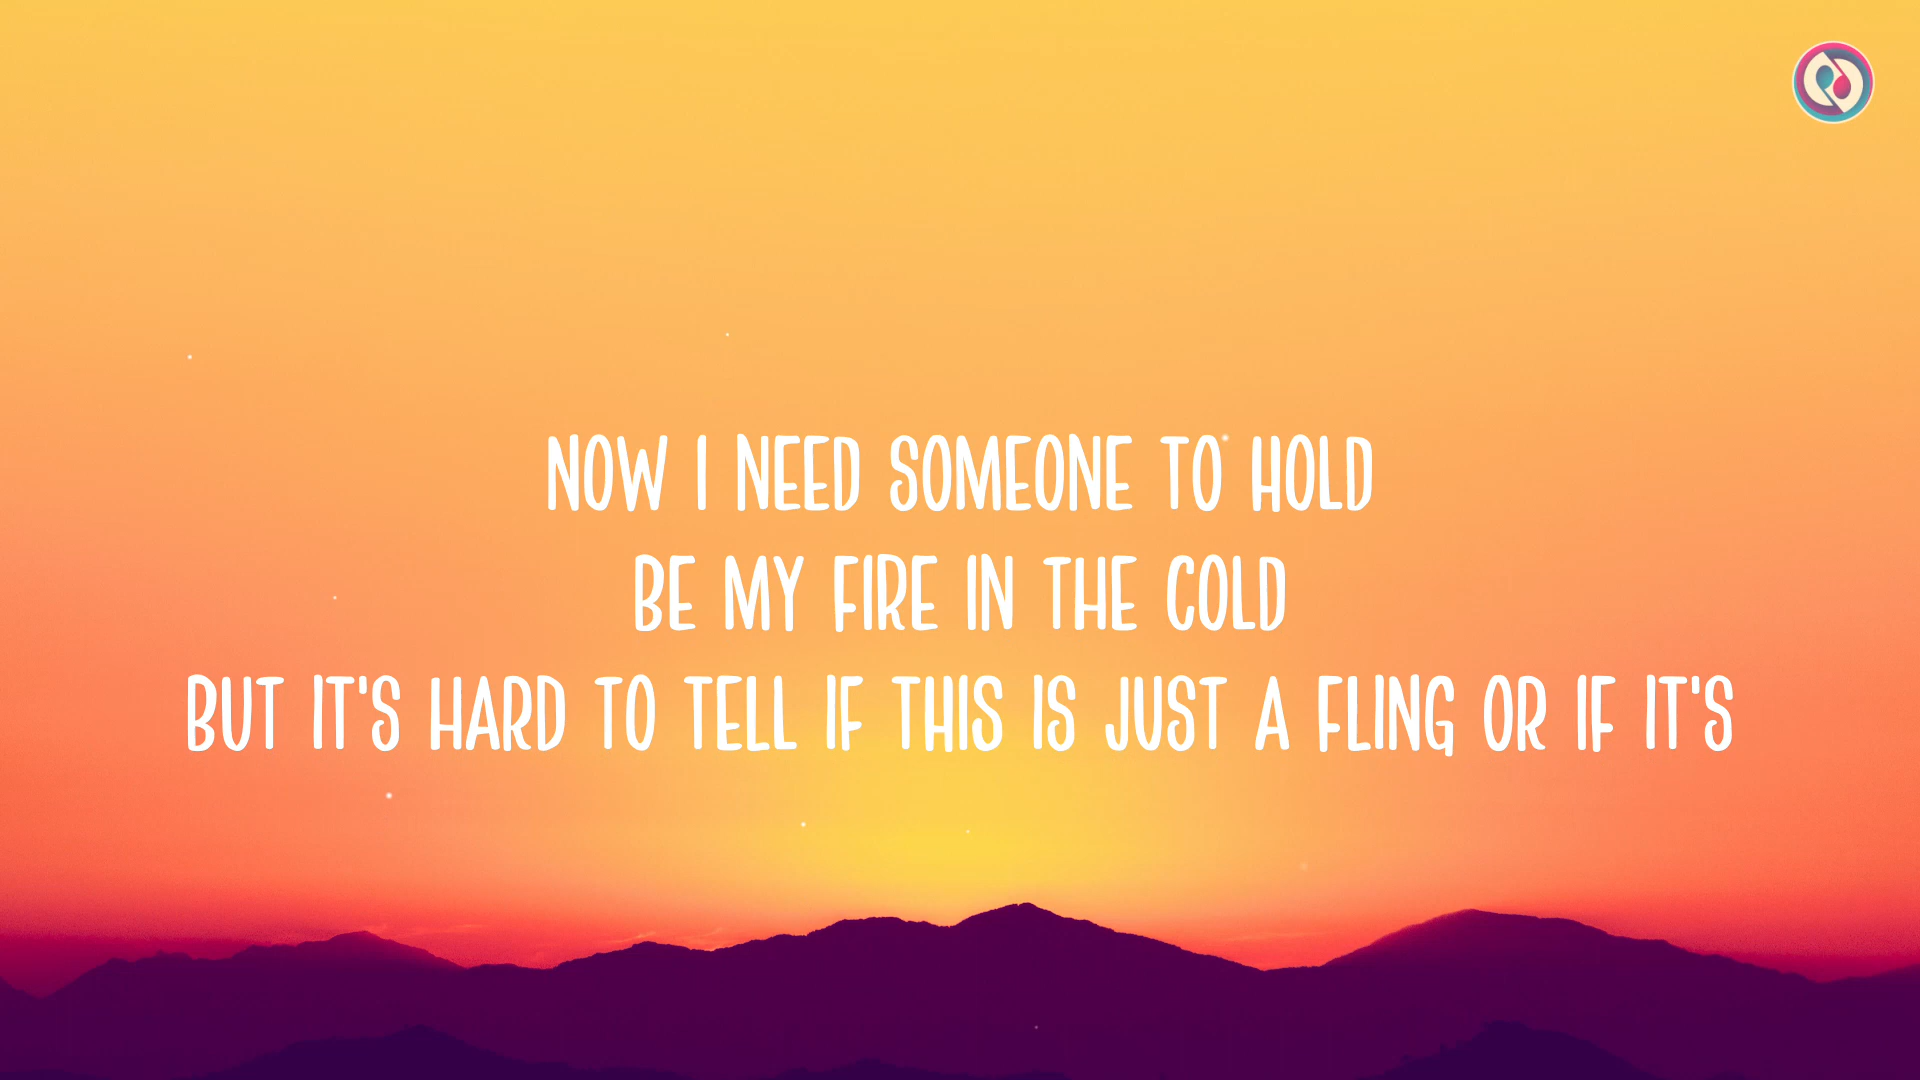 NOW I NEED SOMEONE TO HOLD
BE MY FIRE IN THE COLD
BUT IT'S HARD TO TELL IF THIS IS JUST A FLING OR IF IT'S